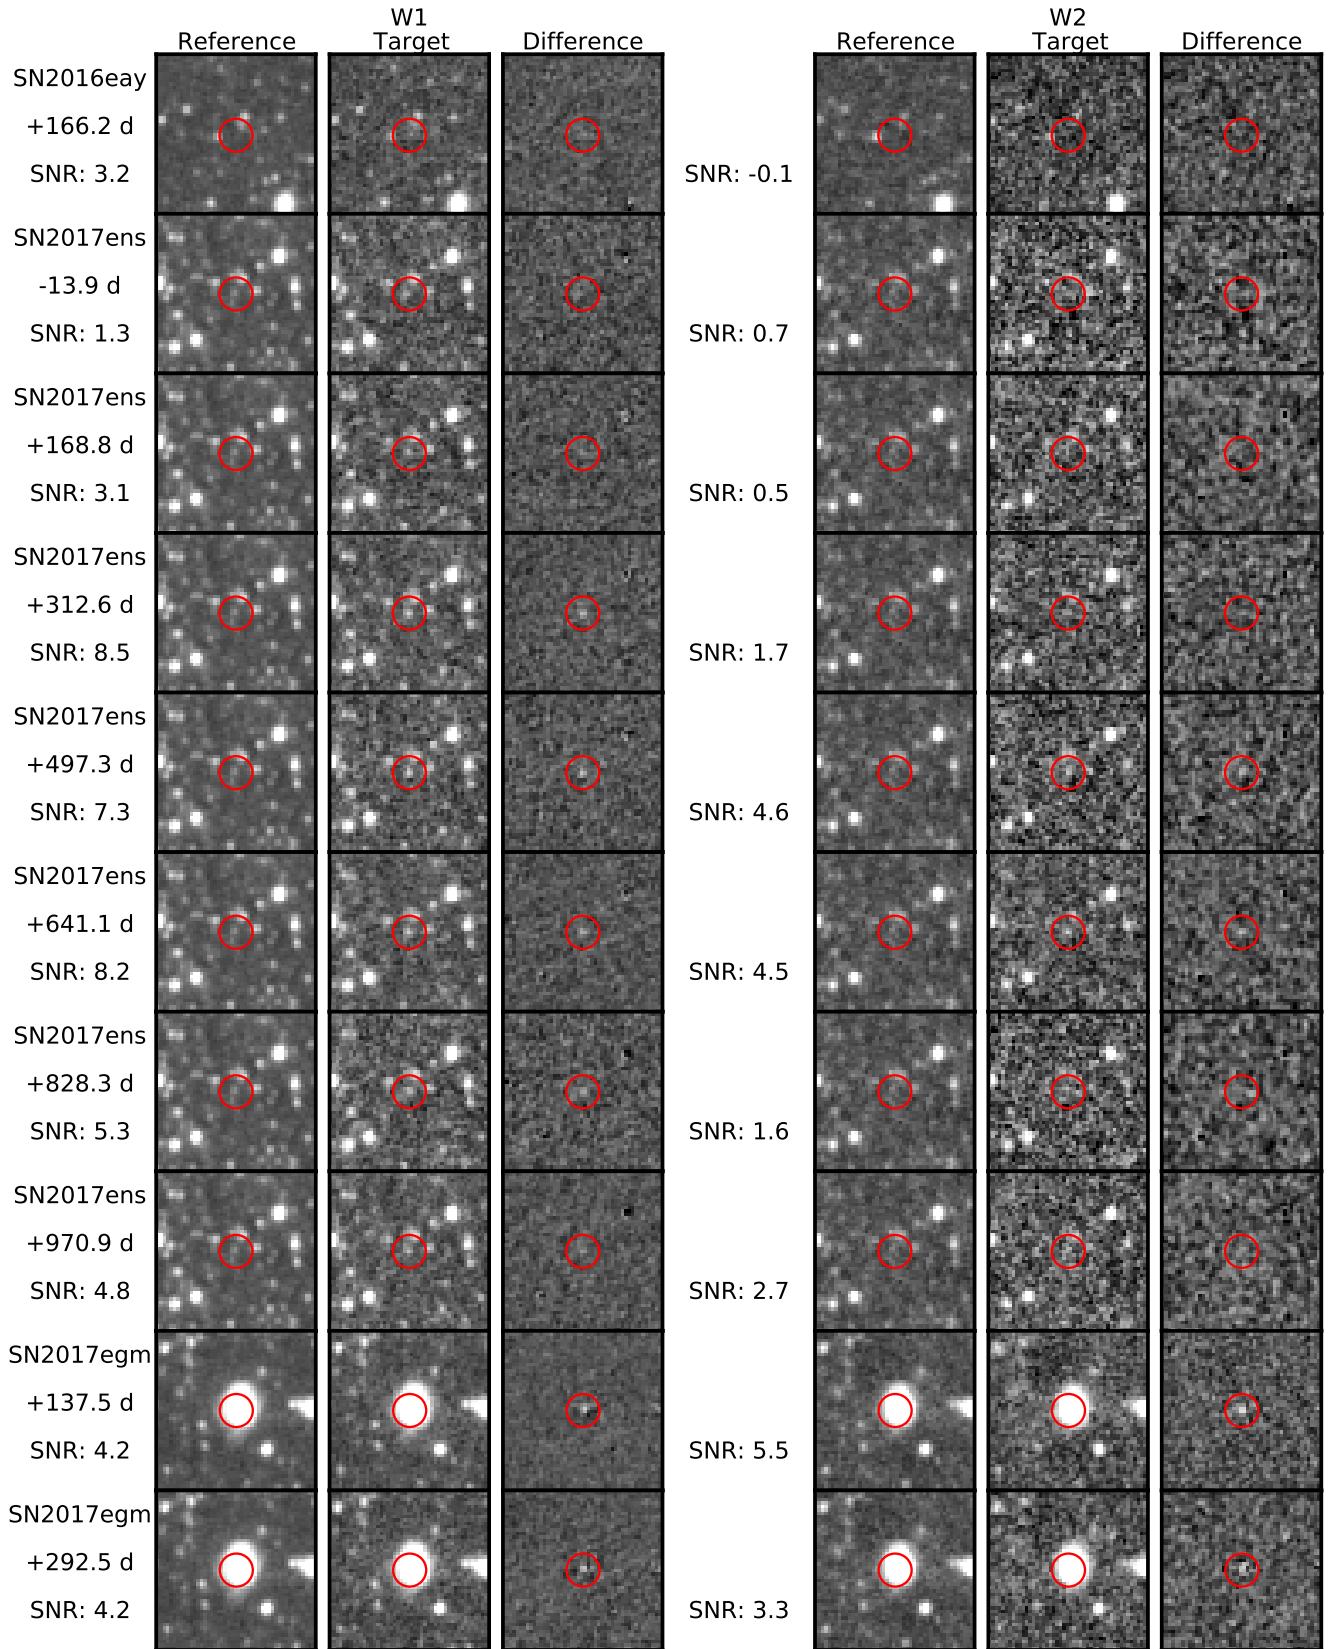 W1 W2
Reference Target Difference Reference Target Difference
SN2016eay
+166.2 d
SNR: 3.2 SNR: -0.1
SN2017ens
-13.9 d
SNR: 1.3 SNR: 0.7
SN2017ens
+168.8 d
SNR: 3.1 SNR: 0.5
SN2017ens
+312.6 d
SNR: 8.5 SNR: 1.7
SN2017ens
+497.3 d
SNR: 7.3 SNR: 4.6
SN2017ens
+641.1 d
SNR: 8.2 SNR: 4.5
SN2017ens
+828.3 d
SNR: 5.3 SNR: 1.6
SN2017ens
+970.9 d
SNR: 4.8 SNR: 2.7
SN2017egm
+137.5 d
SNR: 4.2 SNR: 5.5
SN2017egm
+292.5 d
SNR: 4.2 SNR: 3.3